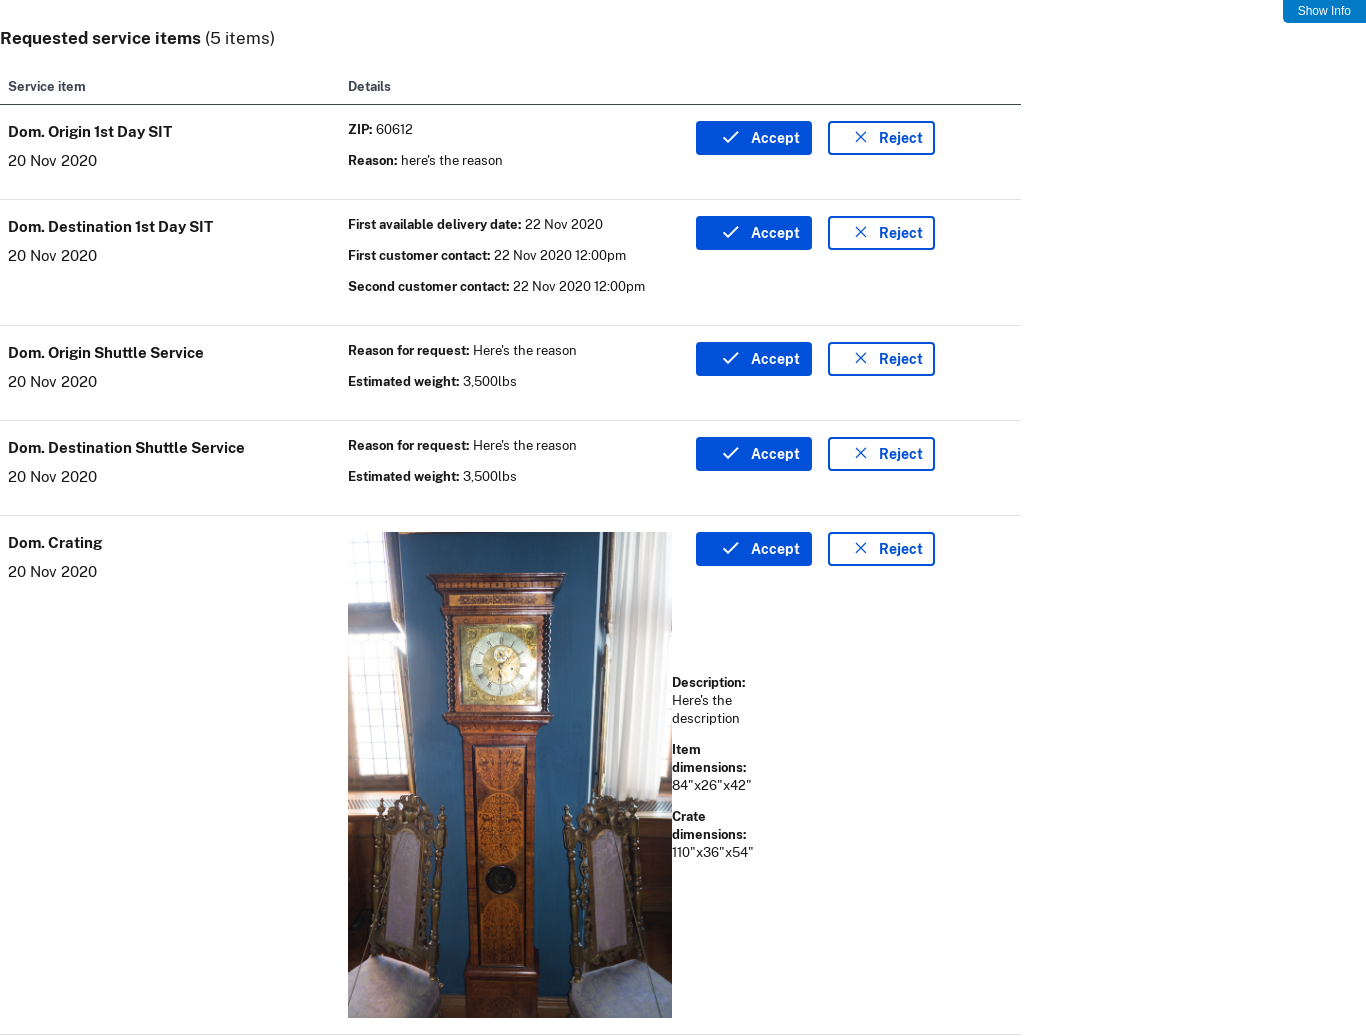 Show Info
Requested service items (5 items)
Service item Details
Dom. Origin 1st Day SIT
20 Nov 2020
ZIP: 60612
Reason: here's the reason
Accept Reject
Dom. Destination 1st Day SIT
20 Nov 2020
First available delivery date: 22 Nov 2020
First customer contact: 22 Nov 2020 12:00pm
Second customer contact: 22 Nov 2020 12:00pm
Accept Reject
Dom. Origin Shuttle Service
20 Nov 2020
Reason for request: Here's the reason
Estimated weight: 3,500lbs
Accept Reject
Dom. Destination Shuttle Service
20 Nov 2020
Reason for request: Here's the reason
Estimated weight: 3,500lbs
Accept Reject
Dom. Crating
20 Nov 2020
Accept Reject
Description:
Here's the
description
Item
dimensions:
84"x26"x42"
Crate
dimensions:
110"x36"x54"